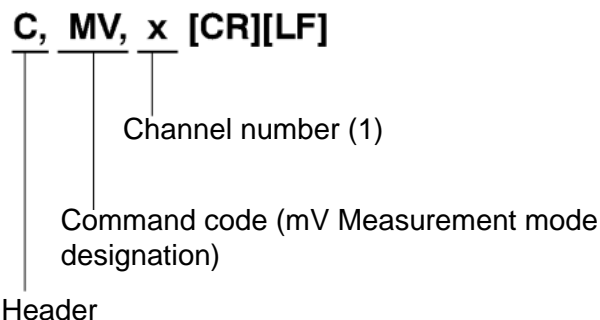 C, MV, x [CR][LF]
Channel number (1)
Command code (mV Measurement mode
designation)
Header